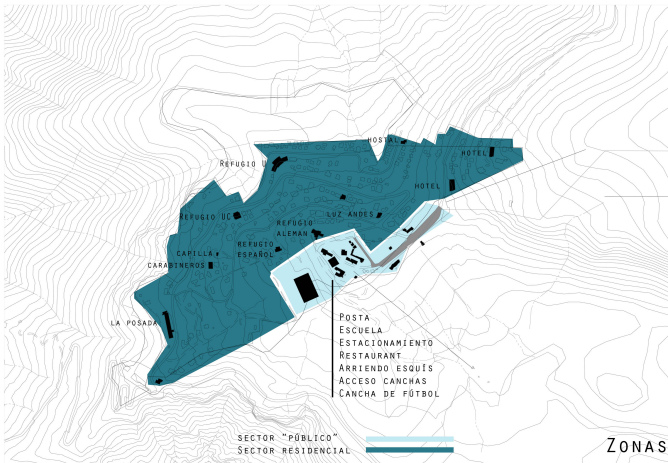 HOSTAL
HOTEL
REFUGIO U
HOTEL
REFUGIO UC
LUZ ANDES
REFUGIO
ALEMAN
REFUGIO
ESPAÑOL
CAPILLA
CARABINEROS
LA POSADA
POSTA
ESCUELA
ESTACIONAMIENTO
RESTAURANT
ARRIENDO ESQUÍS
ACCESO CANCHAS
CANCHA DE FÚTBOL
SECTOR "PÚBLICO"
SECTOR RESIDENCIAL
ZONAS